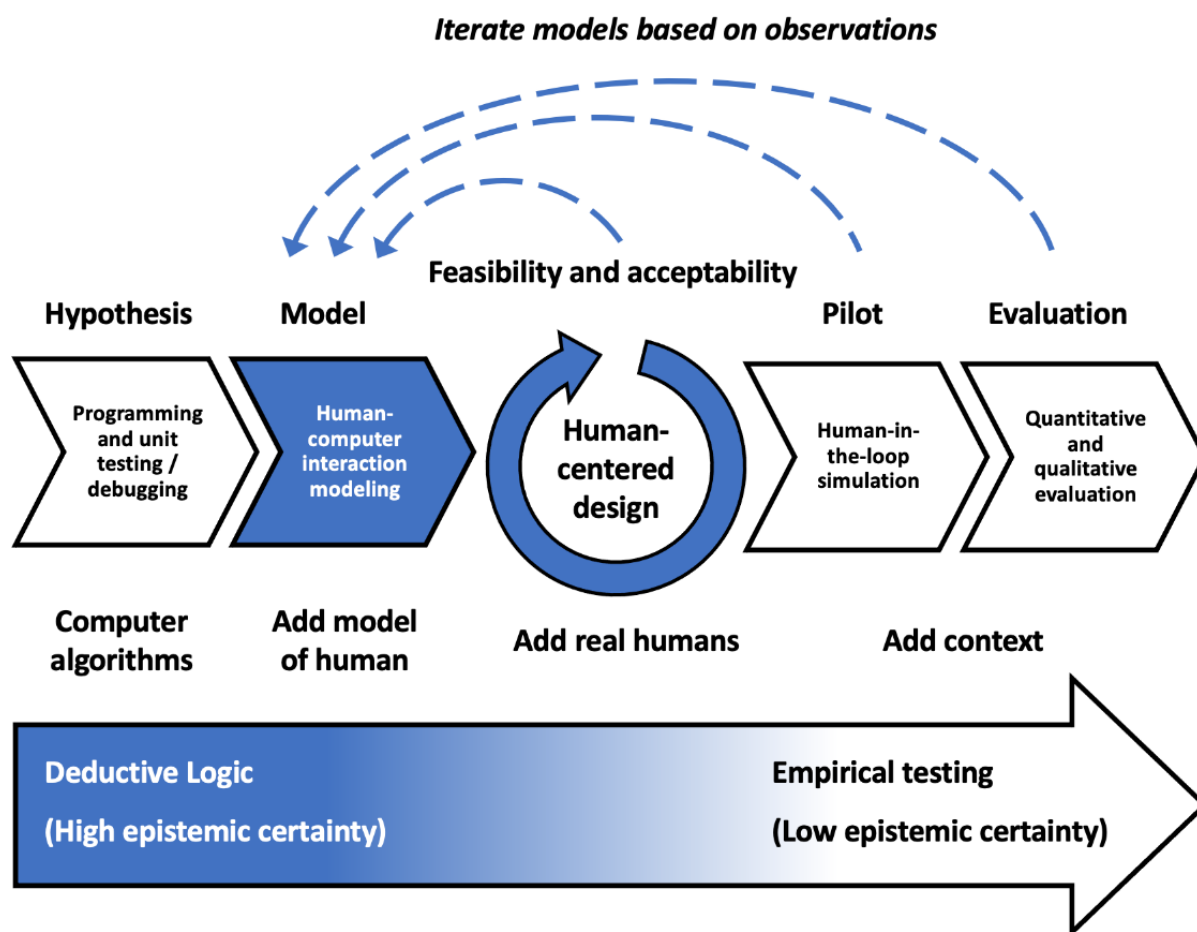 Iterate models based on observations
Feasibility and acceptability
Hypothesis
Model
Pilot
Evaluation
Programming
and unit
testing /
debugging
Human-
computer
interaction
modeling
Human-
centered
design
Human-in-
the-loop
simulation
Quantitative
and
qualitative
evaluation
Computer
algorithms
Add model
of human
Add real humans
Add context
Deductive Logic
(High epistemic certainty)
Empirical testing
(Low epistemic certainty)